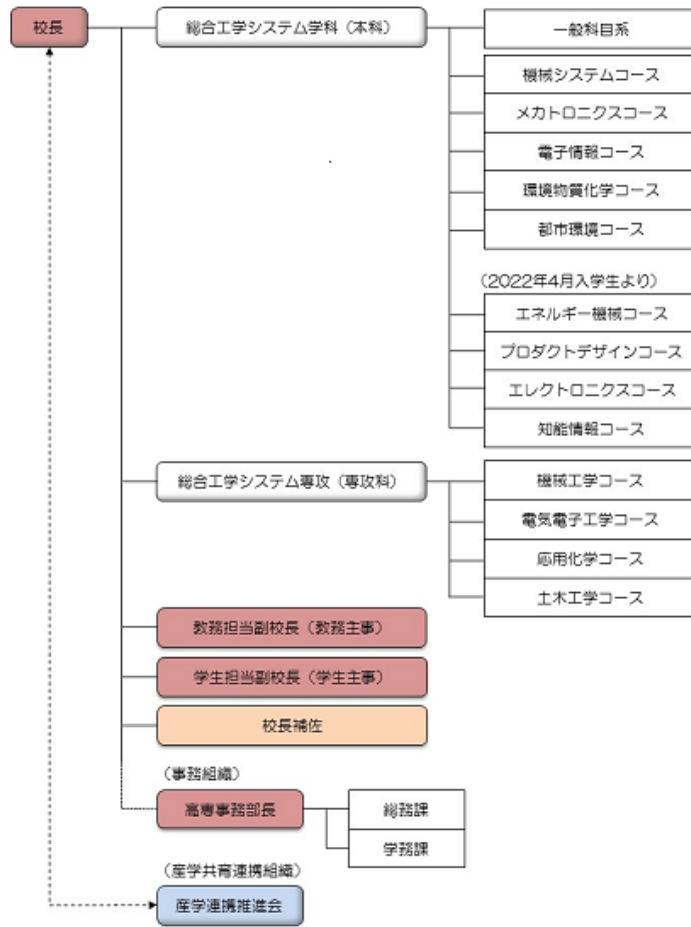 校長
総合工学システム学科（本科）
一般科目系
機械システムコース
メカトロニクスコース
電子情報コース
環境物質化学コース
都市環境コース
（2022年4月入学生より）
エネルギー機械コース
プロダクトデザインコース
エレクトロニクスコース
知能情報コース
総合工学システム専攻（専攻科）
機械工学コース
電気電子工学コース
応用化学コース
土木工学コース
教務担当副校長（教務主事）
学生担当副校長（学生主事）
校長補佐
（事務組織）
高専事務部長
総務課
学務課
（産学共育連携組織）
産学連携推進会